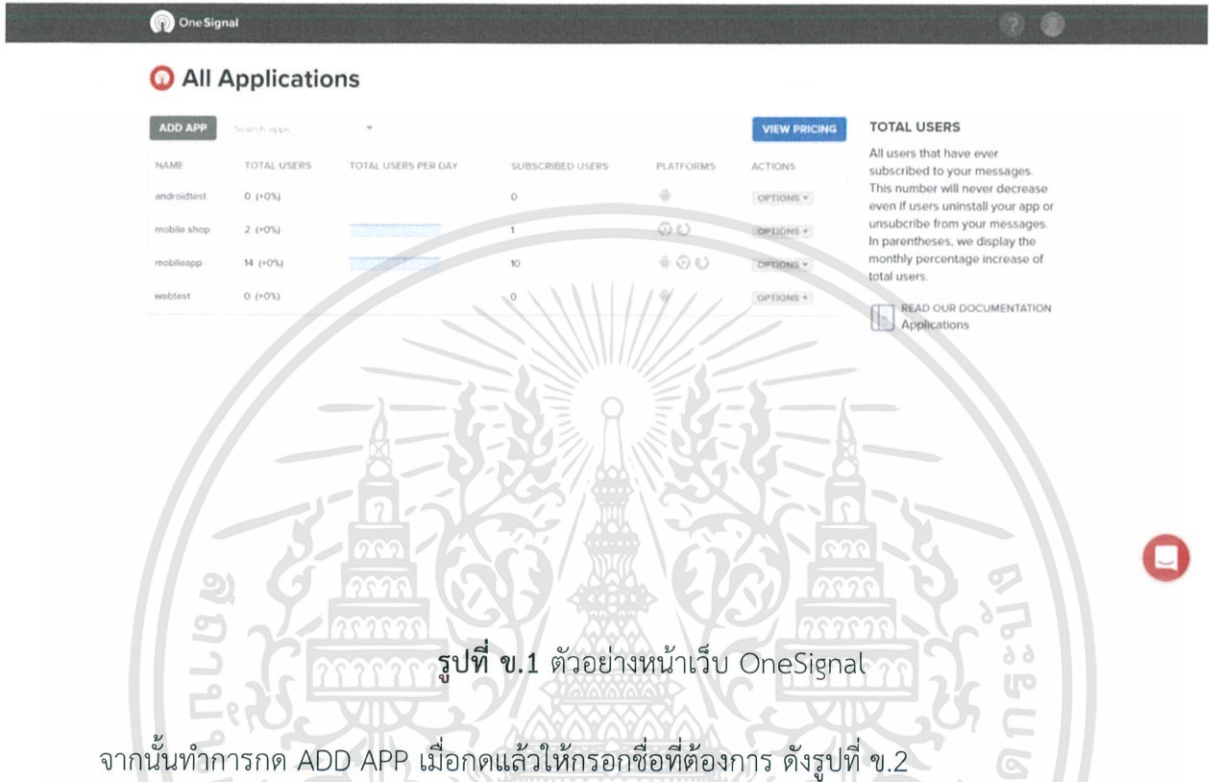 OneSignal
?
All Applications
ADD APP Search apps VIEW PRICING
NAME TOTAL USERS TOTAL USERS PER DAY SUBSCRIBED USERS PLATFORMS ACTIONS
androidtest 0 (+0%) 0 OPTIONS
mobile shop 2 (+0%) 1 OPTIONS
mobileapp 14 (+0%) 10 OPTIONS
webtest 0 (+0%) 0 OPTIONS
TOTAL USERS
All users that have ever
subscribed to your messages.
This number will never decrease
even if users uninstall your app or
unsubcribe from your messages.
In parentheses, we display the
monthly percentage increase of
total users.
READ OUR DOCUMENTATION
Applications
รูปที่ ข.1 ตัวอย่างหน้าเว็บ OneSignal
จากนั้นทำการกด ADD APP เมื่อกดแล้วให้กรอกชื่อที่ต้องการ ดังรูปที่ ข.2